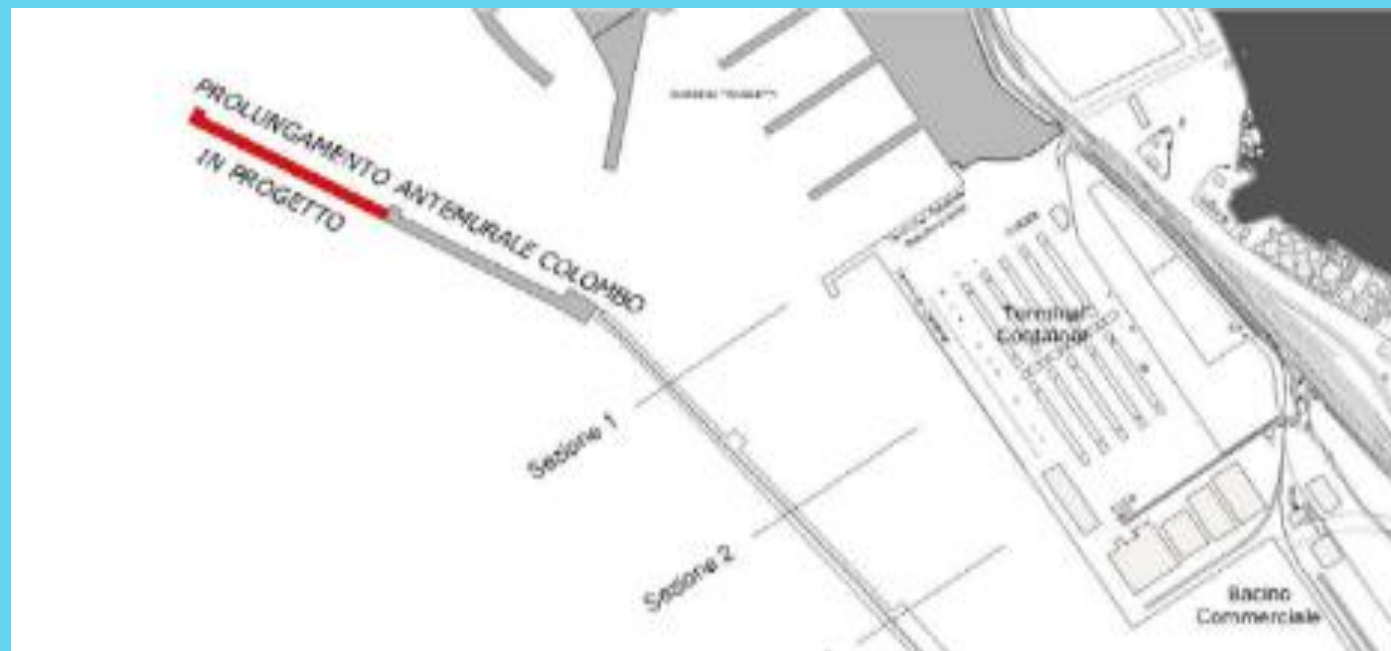 PROLUNGAMENTO ANTEMURALE COLOMBO
IN PROGETTO
Terminal
Container
Sezione 1
Sezione 2
Bacino
Commerciale